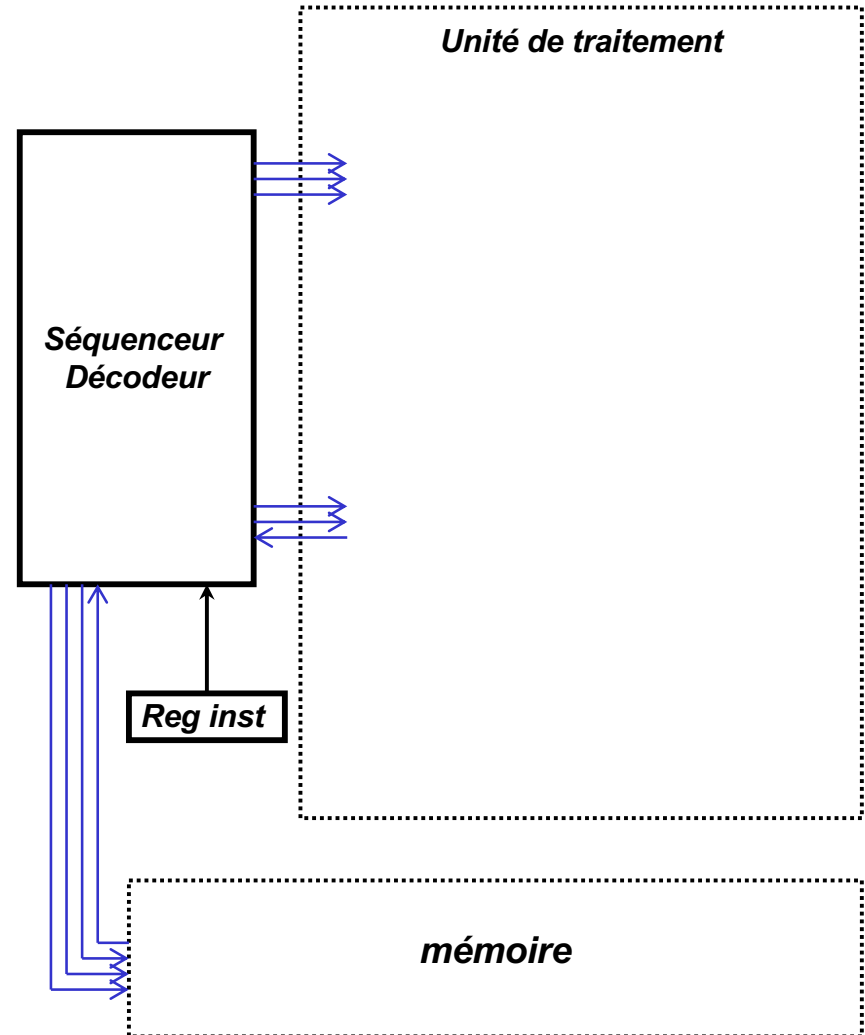 Unité de traitement
Séquenceur
Décodeur
Reg inst
mémoire